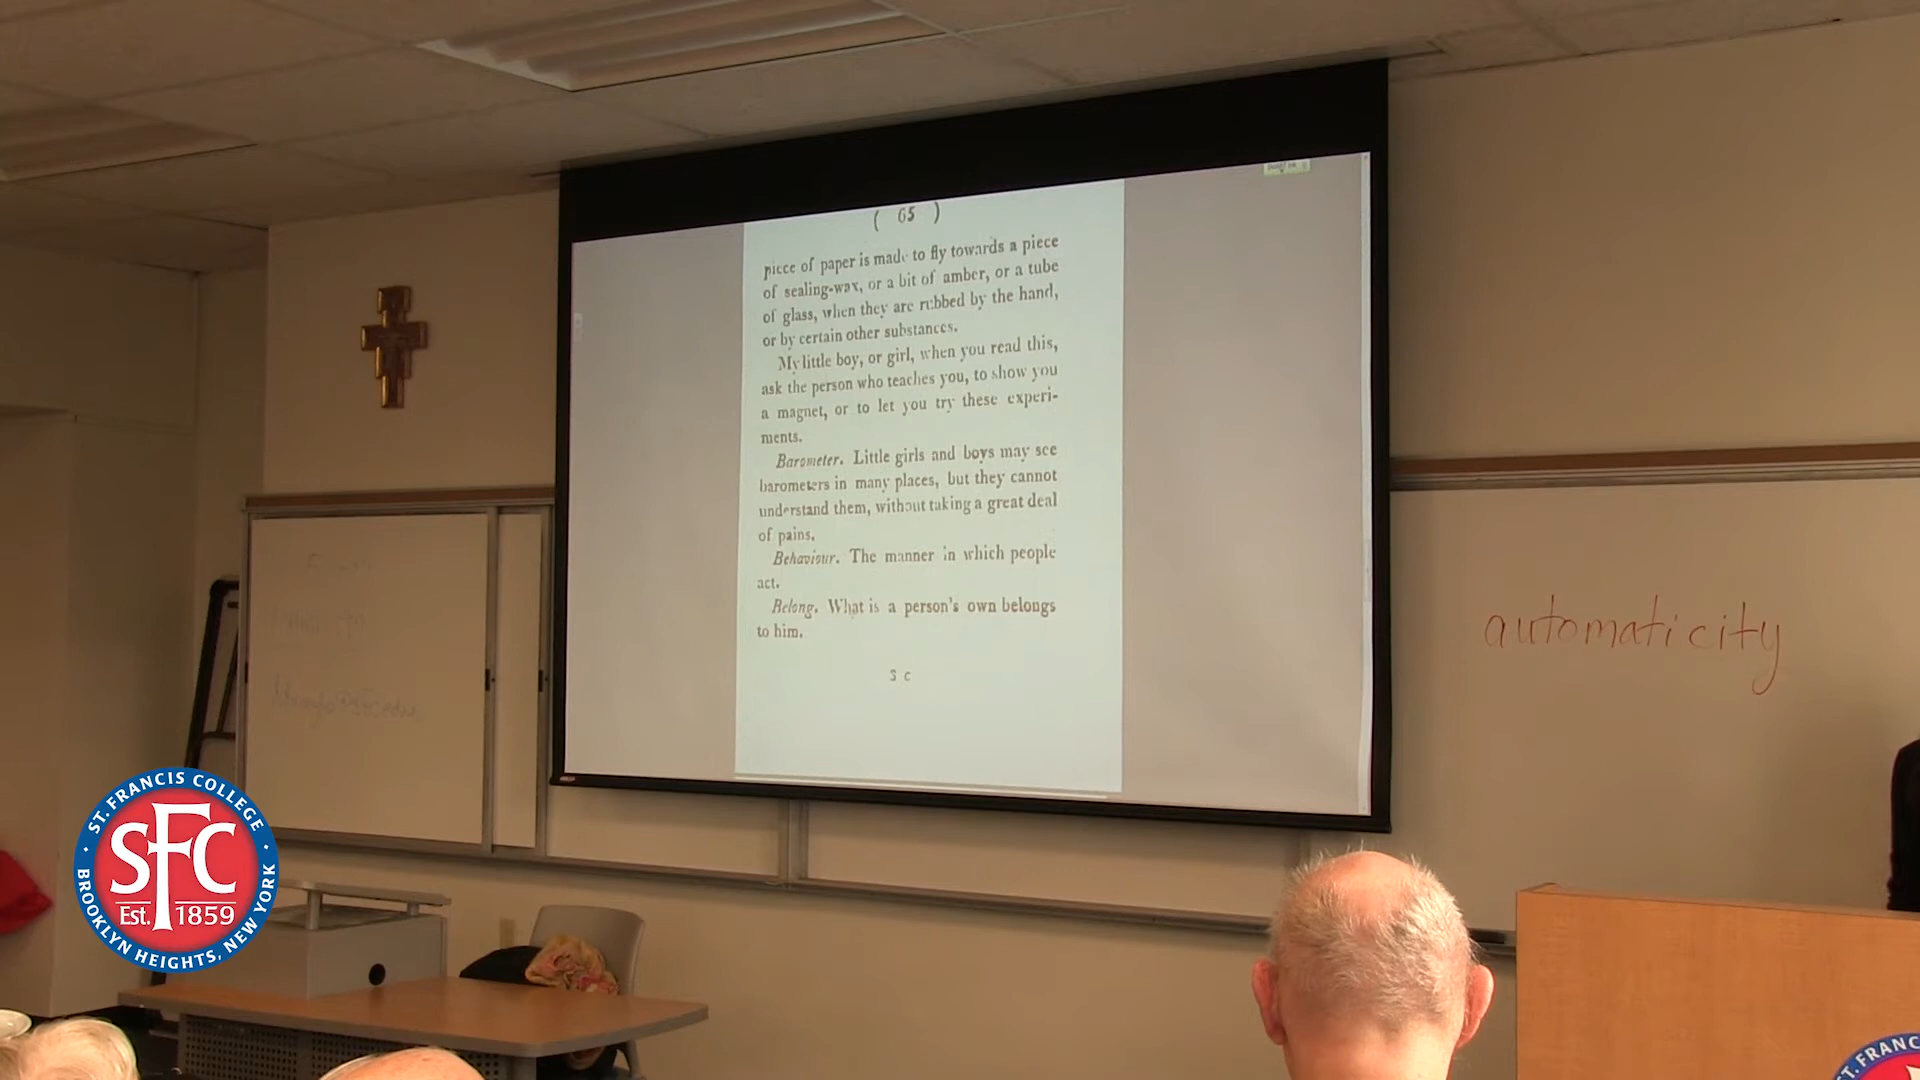 ( 65 )
piece of paper is made to fly towards a piece
of sealing-wax, or a bit of amber, or a tube
of glass, when they are rubbed by the hand,
or by certain other substances.
My little boy, or girl, when you read this,
ask the person who teaches you, to show you
a magnet, or to let you try these experi-
ments.
Barometer. Little girls and boys may see
barometers in many places, but they cannot
understand them, without taking a great deal
of pains.
Behaviour. The manner in which people
act.
Belong. What is a person's own belongs
to him.
3 C
automaticity
ST. FRANCIS COLLEGE
SFC
Est. 1859
BROOKLYN HEIGHTS, NEW YORK
ST. FRANC